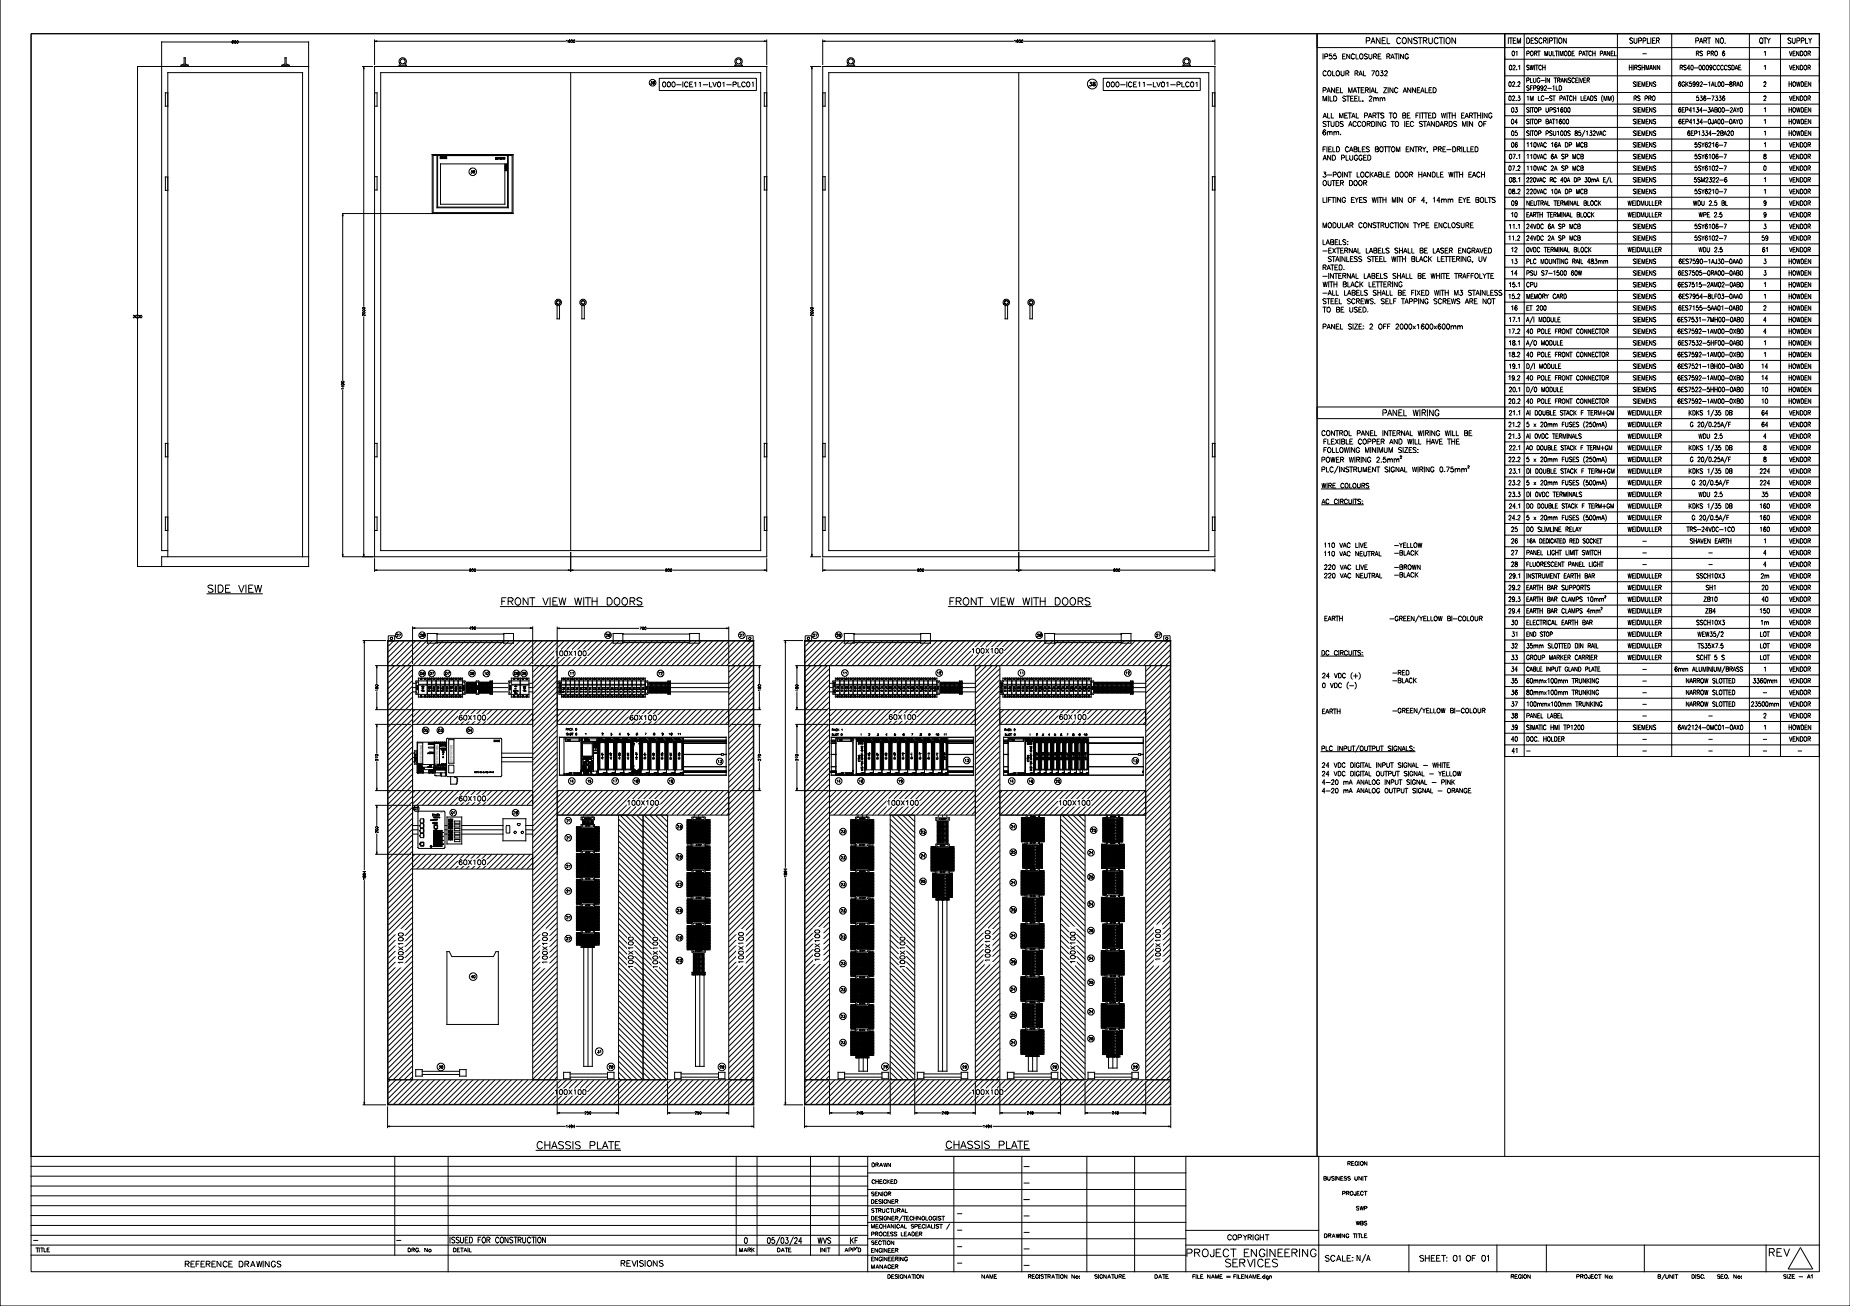 000-ICE11-LV01-PLC01
000-ICE11-LV01-PLC01
SIDE VIEW
FRONT VIEW WITH DOORS
FRONT VIEW WITH DOORS
100X100
60X100
60X100
60X100
100X100
60X100
100X100
100X100
100X100
100X100
100X100
100X100
100X100
100X100
60X100
60X100
100X100
100X100
100X100
100X100
100X100
100X100
100X100
100X100
CHASSIS PLATE
CHASSIS PLATE
PANEL CONSTRUCTION
IP55 ENCLOSURE RATING
COLOUR RAL 7032
PANEL MATERIAL ZINC ANNEALED
MILD STEEL, 2mm
ALL METAL PARTS TO BE FITTED WITH EARTHING
STUDS ACCORDING TO IEC STANDARDS MIN OF
6mm.
FIELD CABLES BOTTOM ENTRY, PRE-DRILLED
AND PLUGGED
3-POINT LOCKABLE DOOR HANDLE WITH EACH
OUTER DOOR
LIFTING EYES WITH MIN OF 4, 14mm EYE BOLTS
MODULAR CONSTRUCTION TYPE ENCLOSURE
LABELS:
-EXTERNAL LABELS SHALL BE LASER ENGRAVED
STAINLESS STEEL WITH BLACK LETTERING, UV
RATED.
-INTERNAL LABELS SHALL BE WHITE TRAFFOLYTE
WITH BLACK LETTERING
-ALL LABELS SHALL BE FIXED WITH M3 STAINLESS
STEEL SCREWS. SELF TAPPING SCREWS ARE NOT
TO BE USED.
PANEL SIZE: 2 OFF 2000x1600x600mm
PANEL WIRING
CONTROL PANEL INTERNAL WIRING WILL BE
FLEXIBLE COPPER AND WILL HAVE THE
FOLLOWING MINIMUM SIZES:
POWER WIRING 2.5mm²
PLC/INSTRUMENT SIGNAL WIRING 0.75mm²
WIRE COLOURS
AC CIRCUITS:
110 VAC LIVE -YELLOW
110 VAC NEUTRAL -BLACK
220 VAC LIVE -BROWN
220 VAC NEUTRAL -BLACK
EARTH -GREEN/YELLOW BI-COLOUR
DC CIRCUITS:
24 VDC (+) -RED
0 VDC (-) -BLACK
EARTH -GREEN/YELLOW BI-COLOUR
PLC INPUT/OUTPUT SIGNALS:
24 VDC DIGITAL INPUT SIGNAL - WHITE
24 VDC DIGITAL OUTPUT SIGNAL - YELLOW
4-20 mA ANALOG INPUT SIGNAL - PINK
4-20 mA ANALOG OUTPUT SIGNAL - ORANGE
ITEM DESCRIPTION SUPPLIER PART NO. QTY SUPPLY
01 PORT MULTIMODE PATCH PANEL - RS PRO 6 1 VENDOR
02.1 SWITCH HIRSHMANN RS40-0009CCCCSDAE 1 VENDOR
02.2 PLUG-IN TRANSCEIVER SFP992-1LD SIEMENS 6GK5992-1AL00-8RA0 2 HOWDEN
02.3 1M LC-ST PATCH LEADS (MM) RS PRO 536-7336 2 VENDOR
03 SITOP UPS1600 SIEMENS 6EP4134-3AB00-2AY0 1 HOWDEN
04 SITOP BAT1600 SIEMENS 6EP4134-0JA00-0AY0 1 HOWDEN
05 SITOP PSU100S 85/132VAC SIEMENS 6EP1334-2BA20 1 HOWDEN
06 110VAC 16A DP MCB SIEMENS 5SY6216-7 1 VENDOR
07.1 110VAC 6A SP MCB SIEMENS 5SY6106-7 8 VENDOR
07.2 110VAC 2A SP MCB SIEMENS 5SY6102-7 0 VENDOR
08.1 220VAC RC 40A DP 30mA E/L SIEMENS 5SM2322-6 1 VENDOR
08.2 220VAC 10A DP MCB SIEMENS 5SY6210-7 1 VENDOR
09 NEUTRAL TERMINAL BLOCK WEIDMULLER WDU 2.5 BL 9 VENDOR
10 EARTH TERMINAL BLOCK WEIDMULLER WPE 2.5 9 VENDOR
11.1 24VDC 6A SP MCB SIEMENS 5SY6106-7 3 VENDOR
11.2 24VDC 2A SP MCB SIEMENS 5SY6102-7 59 VENDOR
12 0VDC TERMINAL BLOCK WEIDMULLER WDU 2.5 61 VENDOR
13 PLC MOUNTING RAIL 483mm SIEMENS 6ES7590-1AJ30-0AA0 3 HOWDEN
14 PSU S7-1500 60W SIEMENS 6ES7505-0RA00-0AB0 3 HOWDEN
15.1 CPU SIEMENS 6ES7515-2AM02-0AB0 1 HOWDEN
15.2 MEMORY CARD SIEMENS 6ES7954-8LF03-0AA0 1 HOWDEN
16 ET 200 SIEMENS 6ES7155-5AA01-0AB0 2 HOWDEN
17.1 A/I MODULE SIEMENS 6ES7531-7MH00-0AB0 4 HOWDEN
17.2 40 POLE FRONT CONNECTOR SIEMENS 6ES7592-1AM00-0XB0 4 HOWDEN
18.1 A/O MODULE SIEMENS 6ES7532-5HF00-0AB0 1 HOWDEN
18.2 40 POLE FRONT CONNECTOR SIEMENS 6ES7592-1AM00-0XB0 1 HOWDEN
19.1 D/I MODULE SIEMENS 6ES7521-1BH00-0AB0 14 HOWDEN
19.2 40 POLE FRONT CONNECTOR SIEMENS 6ES7592-1AM00-0XB0 14 HOWDEN
20.1 D/O MODULE SIEMENS 6ES7522-5HH00-0AB0 10 HOWDEN
20.2 40 POLE FRONT CONNECTOR SIEMENS 6ES7592-1AM00-0XB0 10 HOWDEN
21.1 AI DOUBLE STACK F TERM+GM WEIDMULLER KDKS 1/35 DB 64 VENDOR
21.2 5 x 20mm FUSES (250mA) WEIDMULLER G 20/0.25A/F 64 VENDOR
21.3 AI 0VDC TERMINALS WEIDMULLER WDU 2.5 4 VENDOR
22.1 AO DOUBLE STACK F TERM+GM WEIDMULLER KDKS 1/35 DB 8 VENDOR
22.2 5 x 20mm FUSES (250mA) WEIDMULLER G 20/0.25A/F 8 VENDOR
23.1 DI DOUBLE STACK F TERM+GM WEIDMULLER KDKS 1/35 DB 224 VENDOR
23.2 5 x 20mm FUSES (500mA) WEIDMULLER G 20/0.5A/F 224 VENDOR
23.3 DI 0VDC TERMINALS WEIDMULLER WDU 2.5 35 VENDOR
24.1 DO DOUBLE STACK F TERM+GM WEIDMULLER KDKS 1/35 DB 160 VENDOR
24.2 5 x 20mm FUSES (500mA) WEIDMULLER G 20/0.5A/F 160 VENDOR
25 DO SLIMLINE RELAY WEIDMULLER TRS-24VDC-1CO 160 VENDOR
26 16A DEDICATED RED SOCKET - SHAVEN EARTH 1 VENDOR
27 PANEL LIGHT LIMIT SWITCH - - 4 VENDOR
28 FLUORESCENT PANEL LIGHT - - 4 VENDOR
29.1 INSTRUMENT EARTH BAR WEIDMULLER SSCH10X3 2m VENDOR
29.2 EARTH BAR SUPPORTS WEIDMULLER SH1 20 VENDOR
29.3 EARTH BAR CLAMPS 10mm² WEIDMULLER ZB10 40 VENDOR
29.4 EARTH BAR CLAMPS 4mm² WEIDMULLER ZB4 150 VENDOR
30 ELECTRICAL EARTH BAR WEIDMULLER SSCH10X3 1m VENDOR
31 END STOP WEIDMULLER WEW35/2 LOT VENDOR
32 35mm SLOTTED DIN RAIL WEIDMULLER TS35X7.5 LOT VENDOR
33 GROUP MARKER CARRIER WEIDMULLER SCHT 5 S LOT VENDOR
34 CABLE INPUT GLAND PLATE - 6mm ALUMINIUM/BRASS 1 VENDOR
35 60mmx100mm TRUNKING - NARROW SLOTTED 3360mm VENDOR
36 80mmx100mm TRUNKING - NARROW SLOTTED - VENDOR
37 100mmx100mm TRUNKING - NARROW SLOTTED 23500mm VENDOR
38 PANEL LABEL - - 2 VENDOR
39 SIMATIC HMI TP1200 SIEMENS 6AV2124-0MC01-0AX0 1 HOWDEN
40 DOC. HOLDER - - - VENDOR
41 - - - - -
- - ISSUED FOR CONSTRUCTION 0 05/03/24 WVS KF
TITLE DRG. No DETAIL MARK DATE INIT APP'D
REFERENCE DRAWINGS REVISIONS
DRAWN -
CHECKED -
SENIOR DESIGNER -
STRUCTURAL DESIGNER/TECHNOLOGIST - -
MECHANICAL SPECIALIST / PROCESS LEADER - -
SECTION ENGINEER - -
ENGINEERING MANAGER - -
DESIGNATION NAME REGISTRATION No: SIGNATURE DATE
COPYRIGHT
PROJECT ENGINEERING
SERVICES
FILE NAME = FILENAME.dgn
REGION
BUSINESS UNIT
PROJECT
SWP
WBS
DRAWING TITLE
SCALE: N/A SHEET: 01 OF 01 REV
REGION PROJECT No: B/UNIT DISC. SEQ. No: SIZE - A1